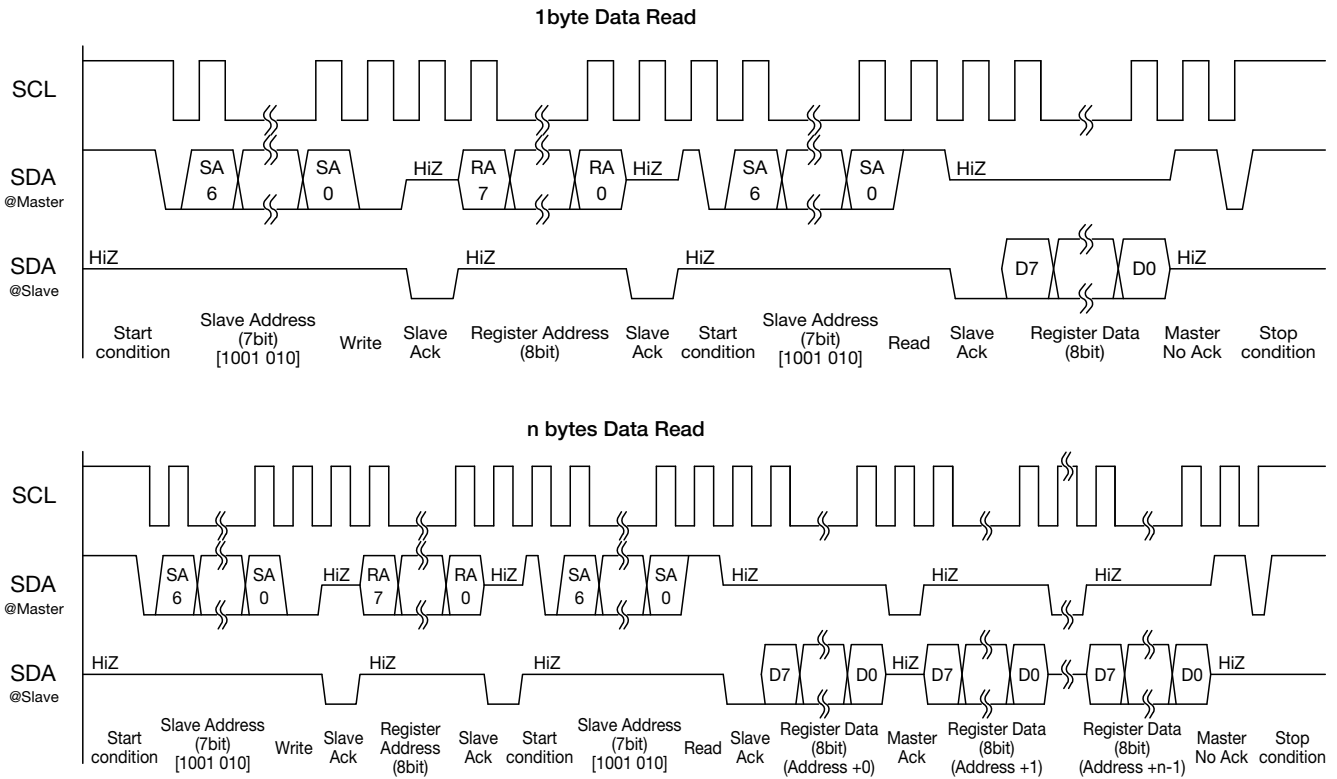 1byte Data Read
SCL
SA 6 SA 0 HiZ RA 7 RA 0 HiZ SA 6 SA 0 HiZ
SDA
@Master
HiZ HiZ HiZ D7 D0 HiZ
SDA
@Slave
Start condition
Slave Address (7bit) [1001 010]
Write
Slave Ack
Register Address (8bit)
Slave Ack
Start condition
Slave Address (7bit) [1001 010]
Read
Slave Ack
Register Data (8bit)
Master No Ack
Stop condition
n bytes Data Read
SCL
SA 6 SA 0 HiZ RA 7 RA 0 HiZ SA 6 SA 0 HiZ HiZ HiZ
SDA
@Master
HiZ HiZ HiZ D7 D0 HiZ D7 D0 D7 D0 HiZ
SDA
@Slave
Start condition
Slave Address (7bit) [1001 010]
Write
Slave Ack
Register Address (8bit)
Slave Ack
Start condition
Slave Address (7bit) [1001 010]
Read
Slave Ack
Register Data (8bit) (Address +0)
Master Ack
Register Data (8bit) (Address +1)
Register Data (8bit) (Address +n-1)
Master No Ack
Stop condition